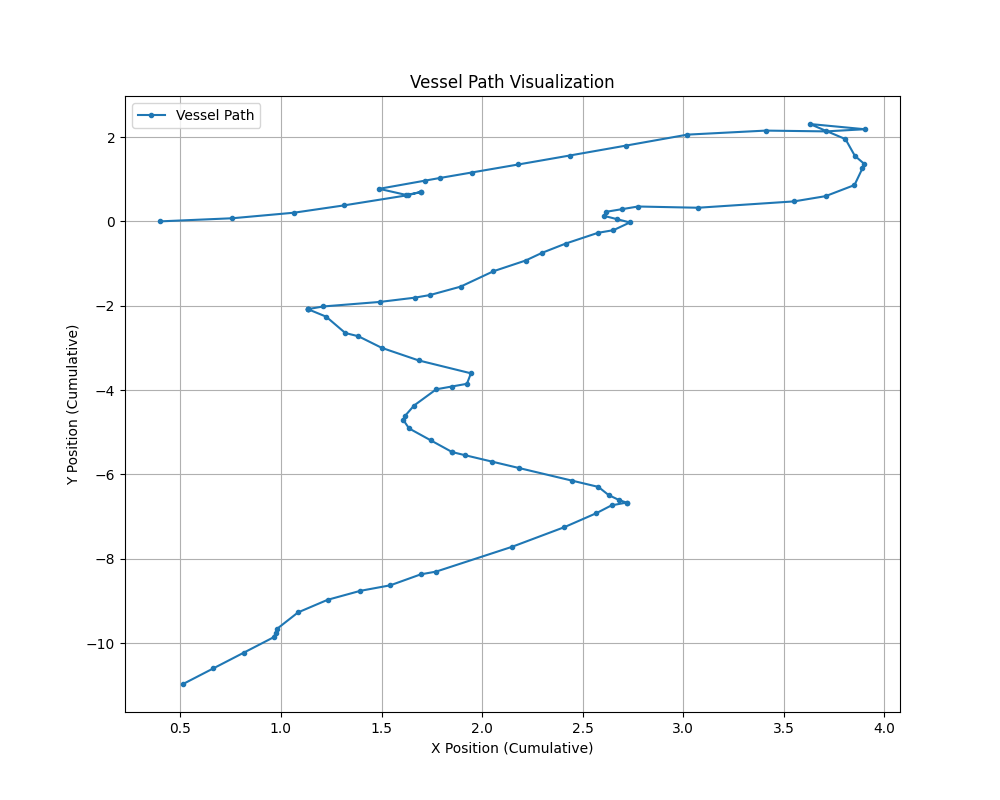 Vessel Path Visualization
Vessel Path
2
0
−2
−4
−6
−8
−10
Y Position (Cumulative)
0.5 1.0 1.5 2.0 2.5 3.0 3.5 4.0
X Position (Cumulative)